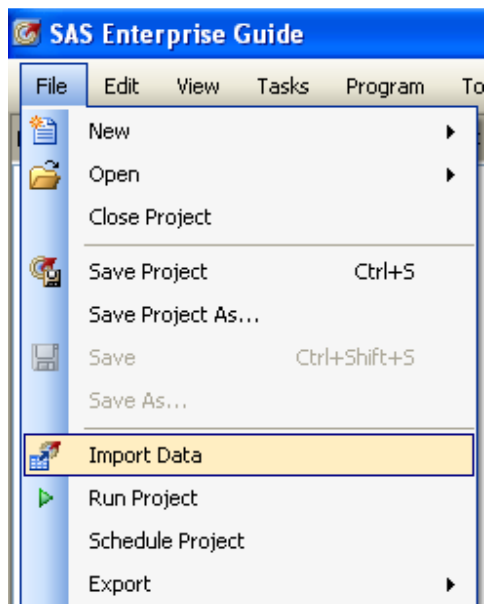 SAS Enterprise Guide
File Edit View Tasks Program To
New
Open
Close Project
Save Project Ctrl+S
Save Project As...
Save Ctrl+Shift+S
Save As...
Import Data
Run Project
Schedule Project
Export